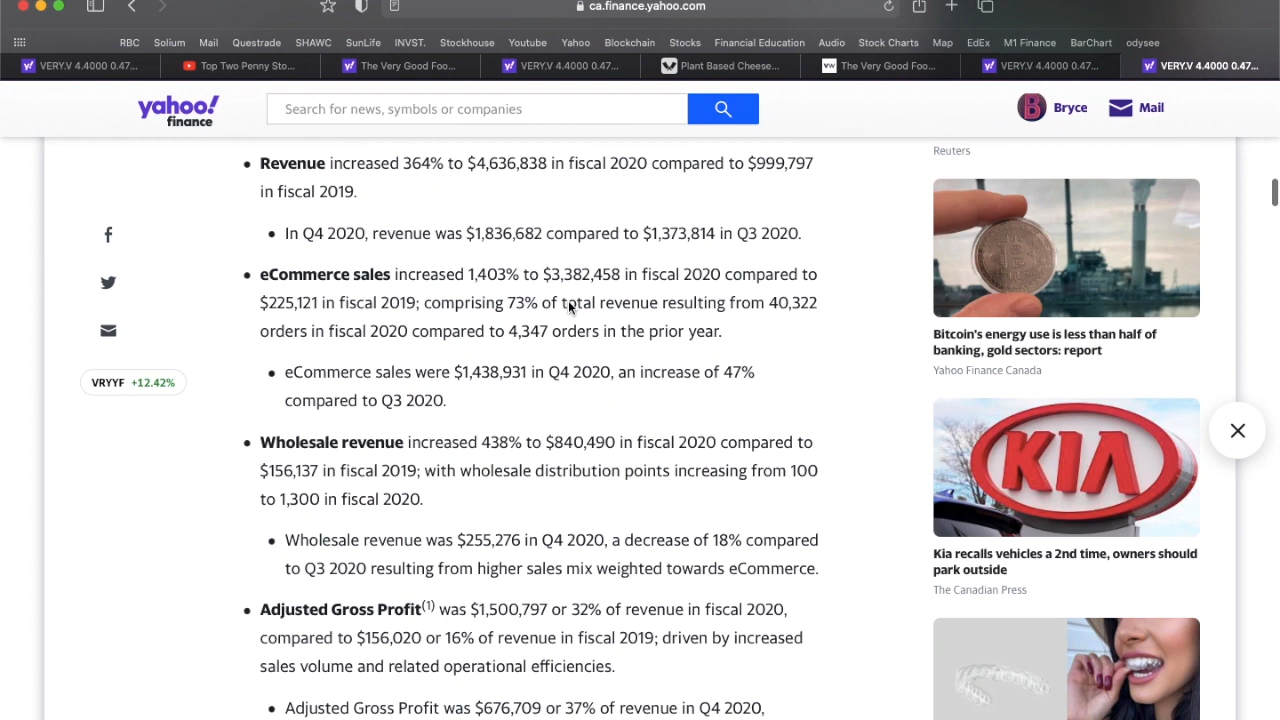 ca.finance.yahoo.com
RBC Solium Mail Questrade SHAWC SunLife INVST. Stockhouse Youtube Yahoo Blockchain Stocks Financial Education Audio Stock Charts Map EdEx M1 Finance BarChart odysee
VERY.V 4.4000 0.47... Top Two Penny Sto... The Very Good Foo... VERY.V 4.4000 0.47... Plant Based Cheese... The Very Good Foo... VERY.V 4.4000 0.47... VERY.V 4.4000 0.47...
yahoo!
finance
Search for news, symbols or companies
Bryce Mail
• Revenue increased 364% to $4,636,838 in fiscal 2020 compared to $999,797
in fiscal 2019.
• In Q4 2020, revenue was $1,836,682 compared to $1,373,814 in Q3 2020.
• eCommerce sales increased 1,403% to $3,382,458 in fiscal 2020 compared to
$225,121 in fiscal 2019; comprising 73% of total revenue resulting from 40,322
orders in fiscal 2020 compared to 4,347 orders in the prior year.
• eCommerce sales were $1,438,931 in Q4 2020, an increase of 47%
compared to Q3 2020.
• Wholesale revenue increased 438% to $840,490 in fiscal 2020 compared to
$156,137 in fiscal 2019; with wholesale distribution points increasing from 100
to 1,300 in fiscal 2020.
• Wholesale revenue was $255,276 in Q4 2020, a decrease of 18% compared
to Q3 2020 resulting from higher sales mix weighted towards eCommerce.
• Adjusted Gross Profit(1) was $1,500,797 or 32% of revenue in fiscal 2020,
compared to $156,020 or 16% of revenue in fiscal 2019; driven by increased
sales volume and related operational efficiencies.
• Adjusted Gross Profit was $676,709 or 37% of revenue in Q4 2020,
VRYYF +12.42%
Reuters
Bitcoin's energy use is less than half of
banking, gold sectors: report
Yahoo Finance Canada
KIA
Kia recalls vehicles a 2nd time, owners should
park outside
The Canadian Press